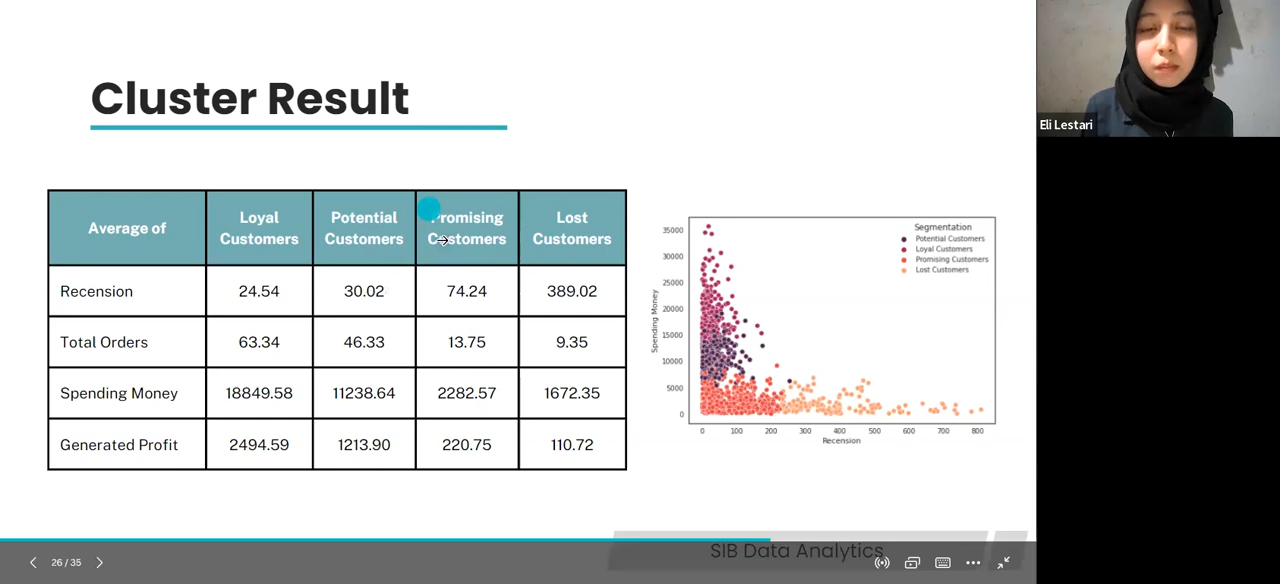 Cluster Result
Eli Lestari
Average of
Loyal
Customers
Potential
Customers
Promising
Customers
Lost
Customers
Recension
24.54
30.02
74.24
389.02
Total Orders
63.34
46.33
13.75
9.35
Spending Money
18849.58
11238.64
2282.57
1672.35
Generated Profit
2494.59
1213.90
220.75
110.72
Segmentation
Potential Customers
Loyal Customers
Promising Customers
Lost Customers
Spending Money
35000
30000
25000
20000
15000
10000
5000
0
0 100 200 300 400 500 600 700 800
Recension
SIB Data Analytics
26 / 35